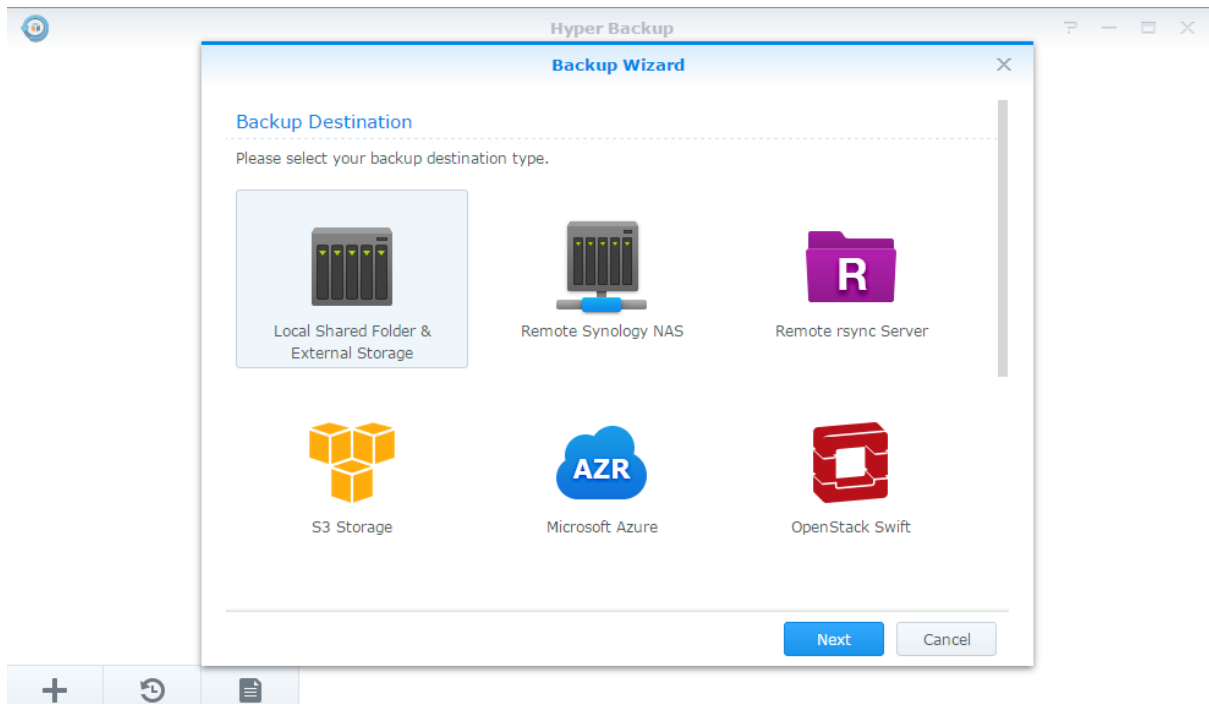 Hyper Backup
Backup Wizard
Backup Destination
Please select your backup destination type.
Local Shared Folder &
External Storage
Remote Synology NAS
R
Remote rsync Server
S3 Storage
AZR
Microsoft Azure
OpenStack Swift
Next
Cancel